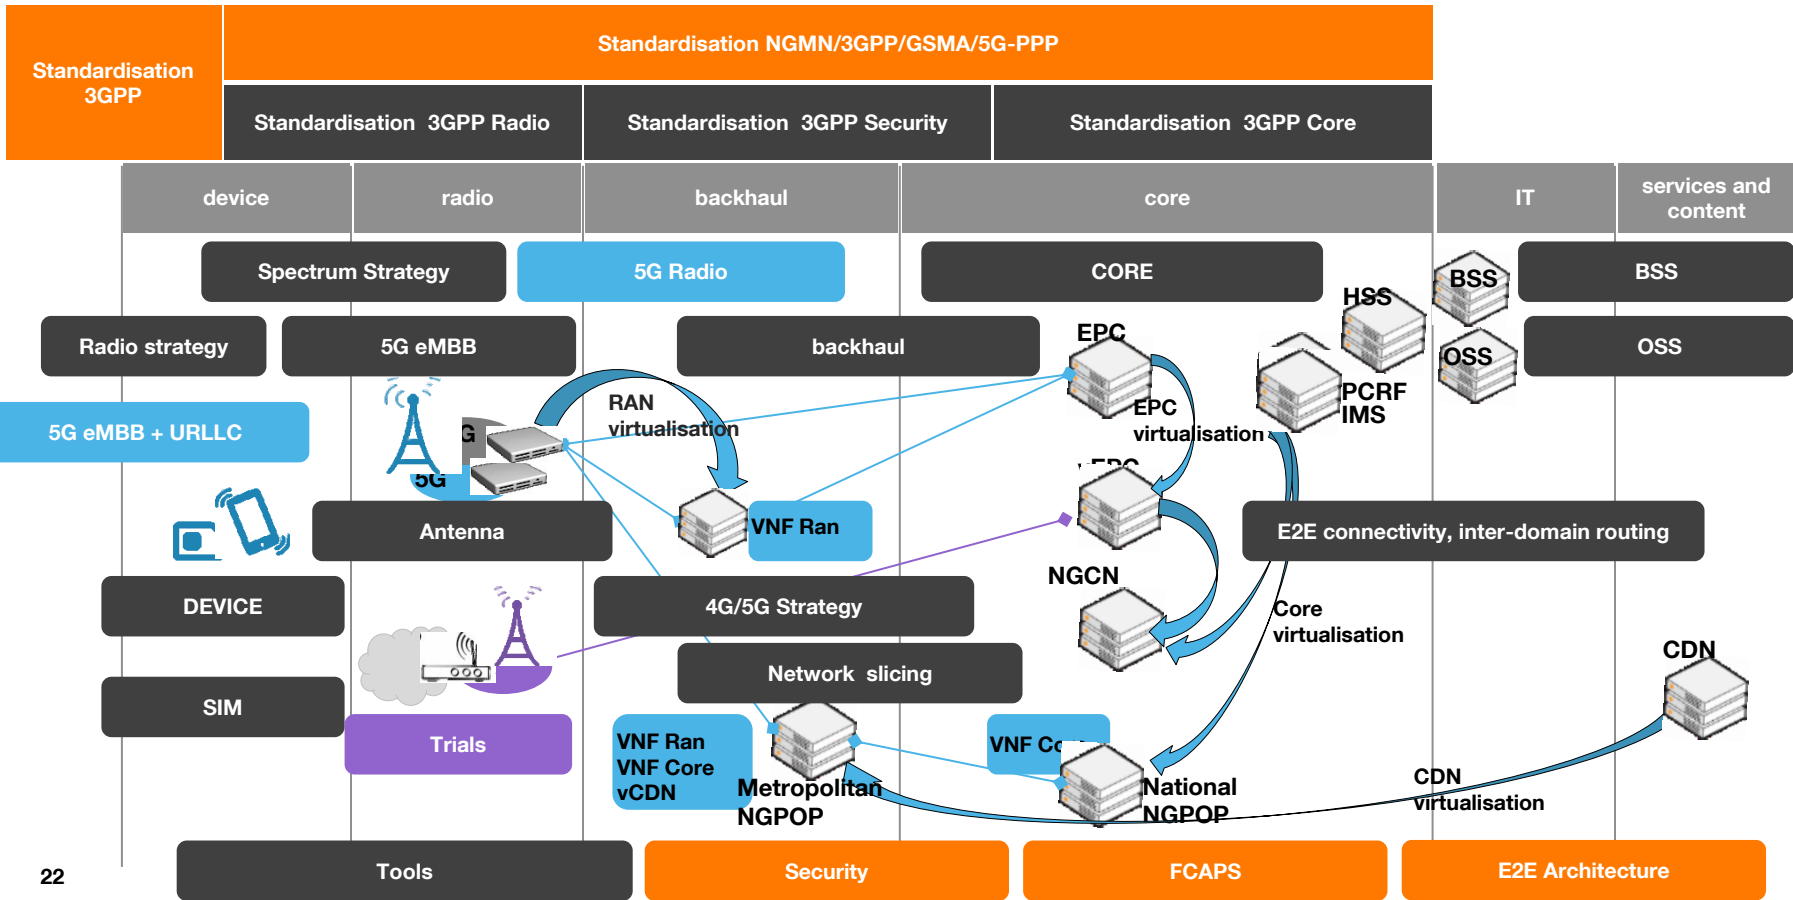 Standardisation
3GPP
Standardisation NGMN/3GPP/GSMA/5G-PPP
Standardisation 3GPP Radio
Standardisation 3GPP Security
Standardisation 3GPP Core
device
radio
backhaul
core
IT
services and
content
Spectrum Strategy
5G Radio
CORE
BSS
BSS
HSS
Radio strategy
5G eMBB
backhaul
EPC
OSS
OSS
PCRF
IMS
5G eMBB + URLLC
RAN
virtualisation
EPC
virtualisation
5G
Antenna
VNF Ran
E2E connectivity, inter-domain routing
NGCN
DEVICE
4G/5G Strategy
Core
virtualisation
Network slicing
CDN
SIM
Trials
VNF Ran
VNF Core
vCDN
Metropolitan
NGPOP
VNF
National
NGPOP
CDN
virtualisation
Tools
Security
FCAPS
E2E Architecture
22